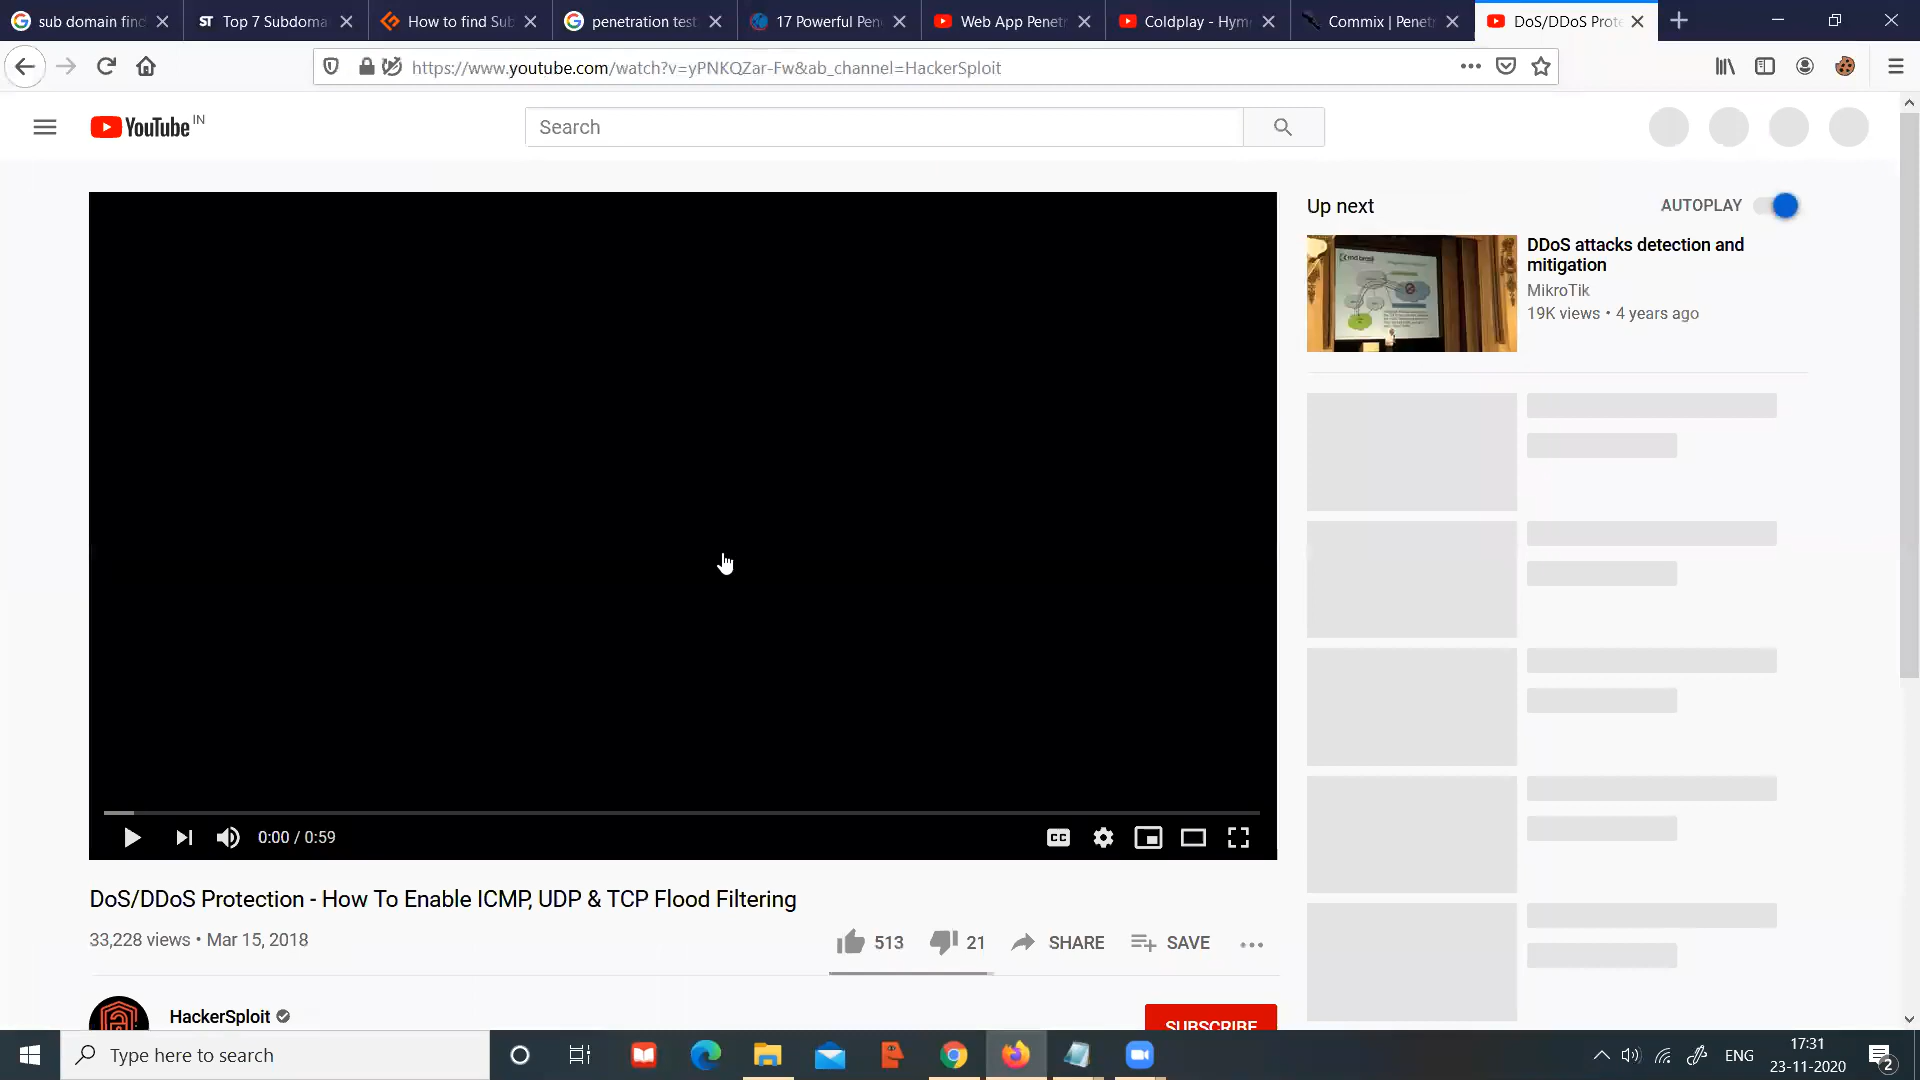 sub domain find
Top 7 Subdoma
How to find Sub
penetration test
17 Powerful Pen
Web App Penetr
Coldplay - Hym
Commix | Penet
DoS/DDoS Prote
https://www.youtube.com/watch?v=yPNKQZar-Fw&ab_channel=HackerSploit
YouTube IN
Search
Up next
AUTOPLAY
DDoS attacks detection and
mitigation
MikroTik
19K views • 4 years ago
0:00 / 0:59
CC
DoS/DDoS Protection - How To Enable ICMP, UDP & TCP Flood Filtering
33,228 views • Mar 15, 2018
513
21
SHARE
SAVE
HackerSploit
SUBSCRIBE
Type here to search
ENG
17:31
23-11-2020
2